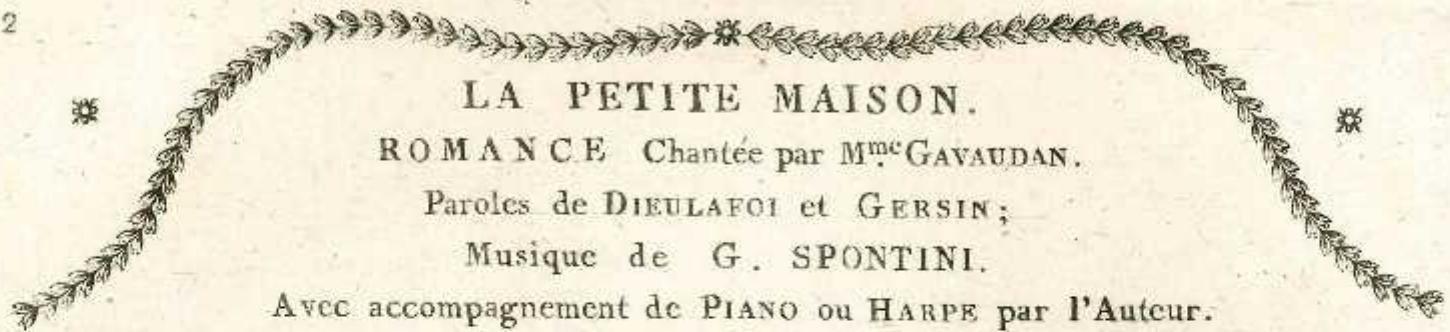 2
LA PETITE MAISON.
ROMANCE Chantée par Mme. GAVAUDAN.
Paroles de DIEULAFOI et GERSIN;
Musique de G. SPONTINI.
Avec accompagnement de PIANO ou HARPE par l'Auteur.